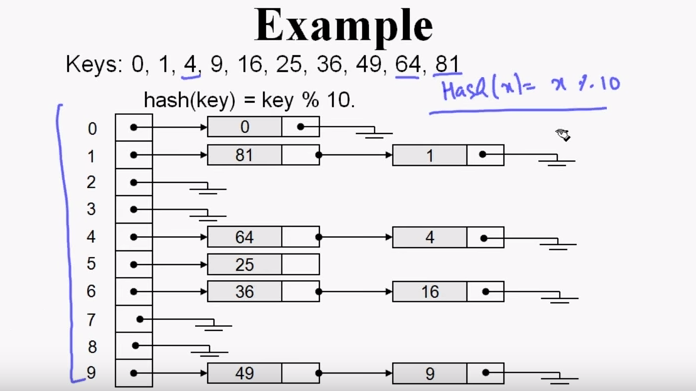 Example
Keys: 0, 1, 4, 9, 16, 25, 36, 49, 64, 81
Hash(x) = x %. 10
hash(key) = key % 10.
0 0
1 81 1
2
3
4 64 4
5 25
6 36 16
7
8
9 49 9